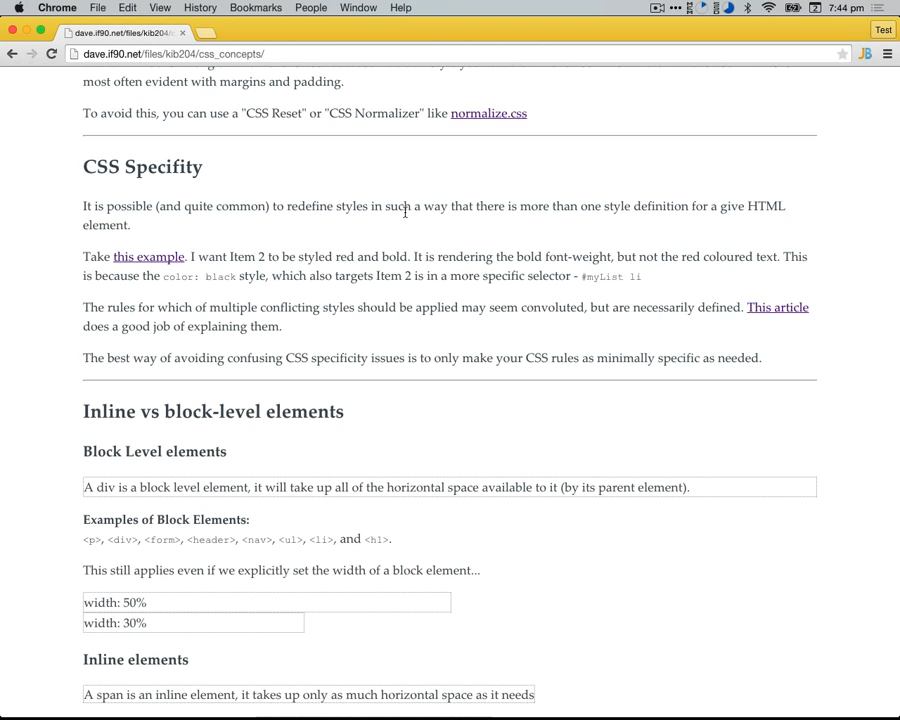 Chrome File Edit View History Bookmarks People Window Help 2 7:44 pm
dave.if90.net/files/kib204/c Test
dave.if90.net/files/kib204/css_concepts/
most often evident with margins and padding.
To avoid this, you can use a "CSS Reset" or "CSS Normalizer" like normalize.css
CSS Specifity
It is possible (and quite common) to redefine styles in such a way that there is more than one style definition for a give HTML
element.
Take this example. I want Item 2 to be styled red and bold. It is rendering the bold font-weight, but not the red coloured text. This
is because the color: black style, which also targets Item 2 is in a more specific selector - #myList li
The rules for which of multiple conflicting styles should be applied may seem convoluted, but are necessarily defined. This article
does a good job of explaining them.
The best way of avoiding confusing CSS specificity issues is to only make your CSS rules as minimally specific as needed.
Inline vs block-level elements
Block Level elements
A div is a block level element, it will take up all of the horizontal space available to it (by its parent element).
Examples of Block Elements:
<p>, <div>, <form>, <header>, <nav>, <ul>, <li>, and <h1>.
This still applies even if we explicitly set the width of a block element...
width: 50%
width: 30%
Inline elements
A span is an inline element, it takes up only as much horizontal space as it needs